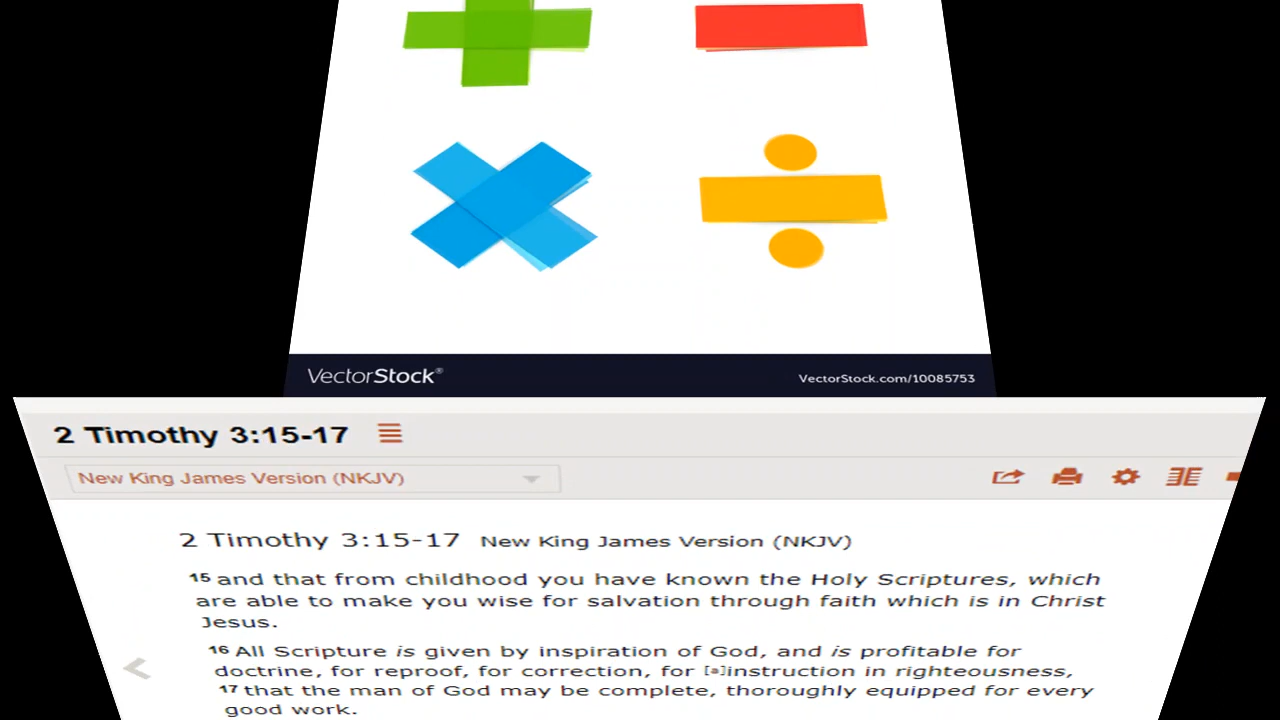 VectorStock®
VectorStock.com/10085753
2 Timothy 3:15-17
New King James Version (NKJV)
2 Timothy 3:15-17 New King James Version (NKJV)
15 and that from childhood you have known the Holy Scriptures, which
are able to make you wise for salvation through faith which is in Christ
Jesus.
16 All Scripture is given by inspiration of God, and is profitable for
doctrine, for reproof, for correction, for [a]instruction in righteousness,
17 that the man of God may be complete, thoroughly equipped for every
good work.